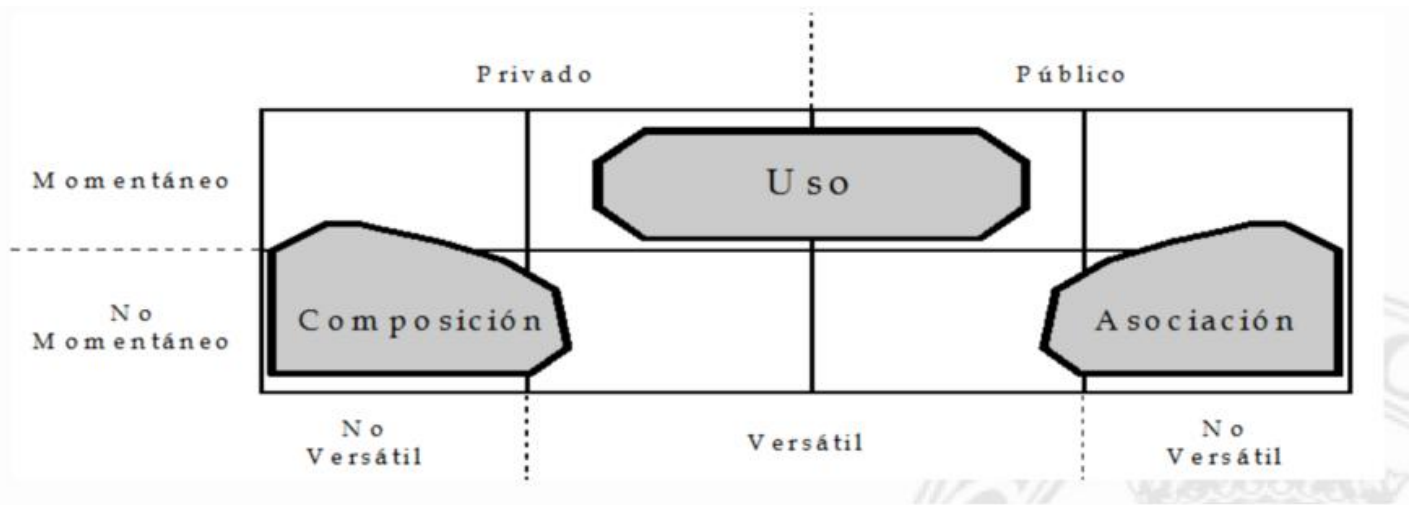 Privado
Público
Momentáneo
Uso
No
Momentáneo
Composición
Asociación
No
Versátil
Versátil
No
Versátil